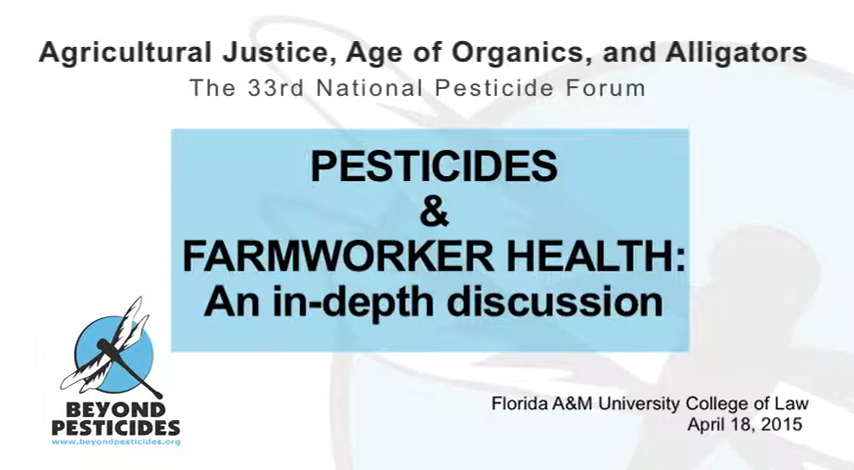 Agricultural Justice, Age of Organics, and Alligators
The 33rd National Pesticide Forum
PESTICIDES
&
FARMWORKER HEALTH:
An in-depth discussion
BEYOND
PESTICIDES
www.beyondpesticides.org
Florida A&M University College of Law
April 18, 2015